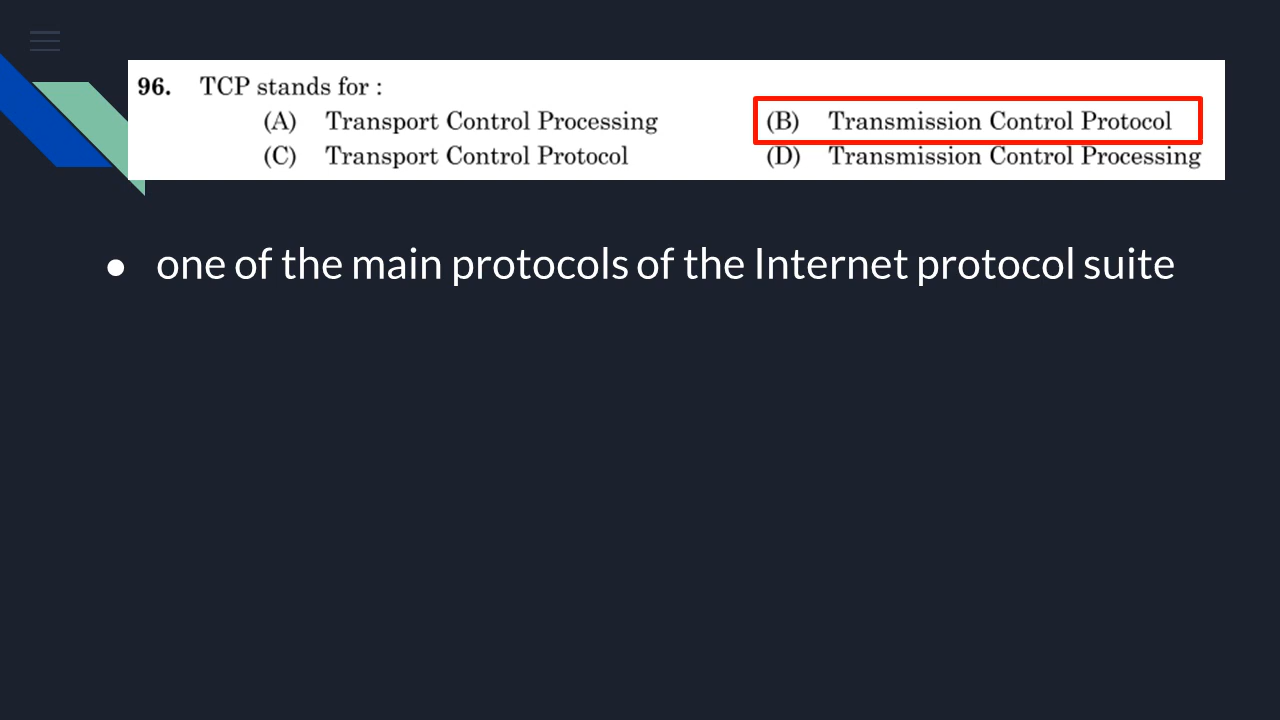 96. TCP stands for :
(A) Transport Control Processing (B) Transmission Control Protocol
(C) Transport Control Protocol (D) Transmission Control Processing
● one of the main protocols of the Internet protocol suite